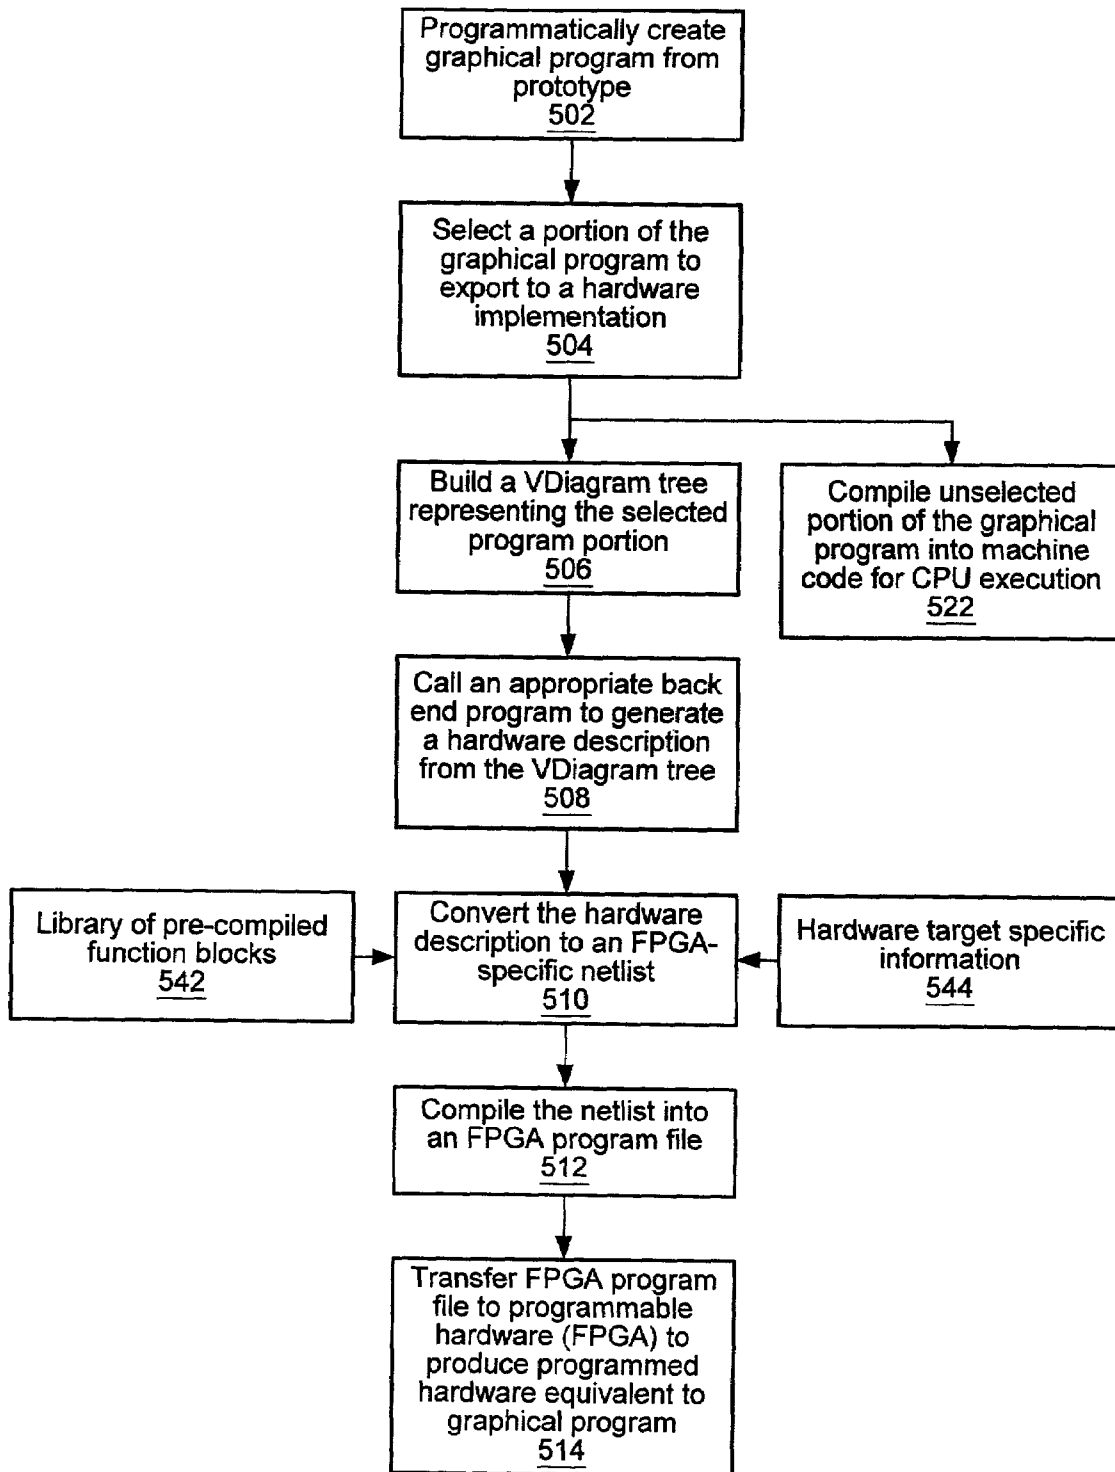 Programmatically create
graphical program from
prototype
502
Select a portion of the
graphical program to
export to a hardware
implementation
504
Build a VDiagram tree
representing the selected
program portion
506
Compile unselected
portion of the graphical
program into machine
code for CPU execution
522
Call an appropriate back
end program to generate
a hardware description
from the VDiagram tree
508
Library of pre-compiled
function blocks
542
Convert the hardware
description to an FPGA-
specific netlist
510
Hardware target specific
information
544
Compile the netlist into
an FPGA program file
512
Transfer FPGA program
file to programmable
hardware (FPGA) to
produce programmed
hardware equivalent to
graphical program
514